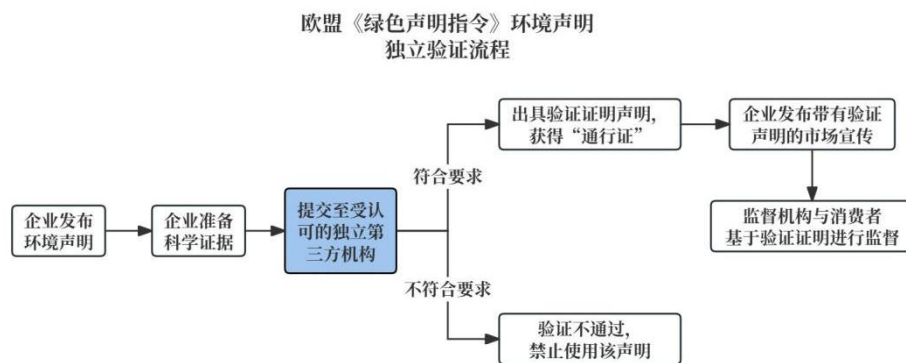 欧盟《绿色声明指令》环境声明
独立验证流程
企业发布
环境声明
企业准备
科学证据
提交至受认
可的独立第
三方机构
符合要求
出具验证证明声明,
获得“通行证”
企业发布带有验证
声明的市场宣传
监督机构与消费者
基于验证证明进行监督
不符合要求
验证不通过,
禁止使用该声明